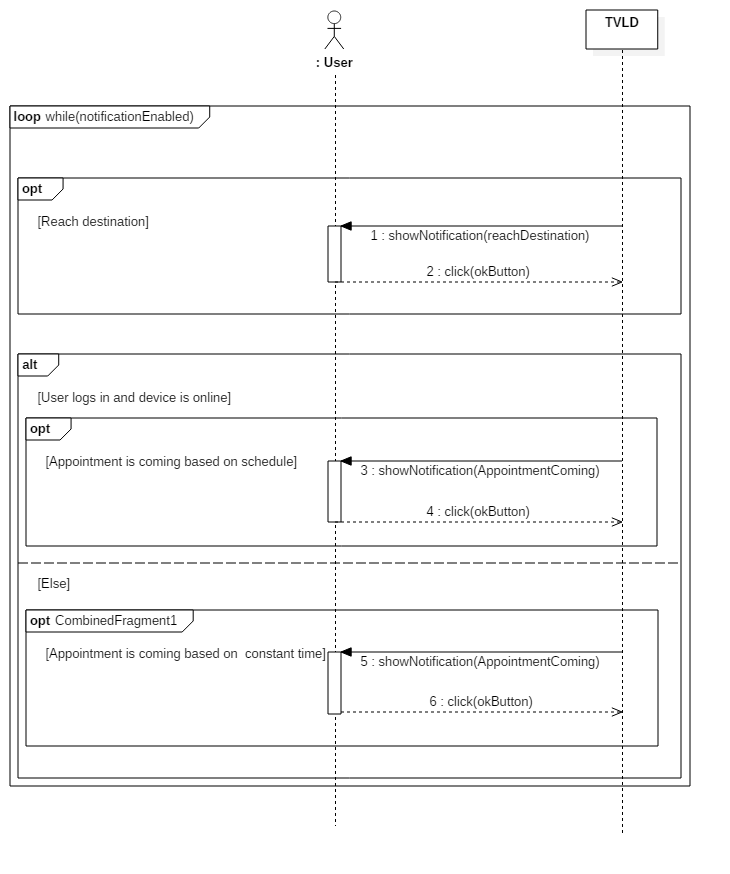 TVLD
: User
loop while(notificationEnabled)
opt
[Reach destination]
1 : showNotification(reachDestination)
2 : click(okButton)
alt
[User logs in and device is online]
opt
[Appointment is coming based on schedule]
3 : showNotification(AppointmentComing)
4 : click(okButton)
[Else]
opt CombinedFragment1
[Appointment is coming based on  constant time]
5 : showNotification(AppointmentComing)
6 : click(okButton)